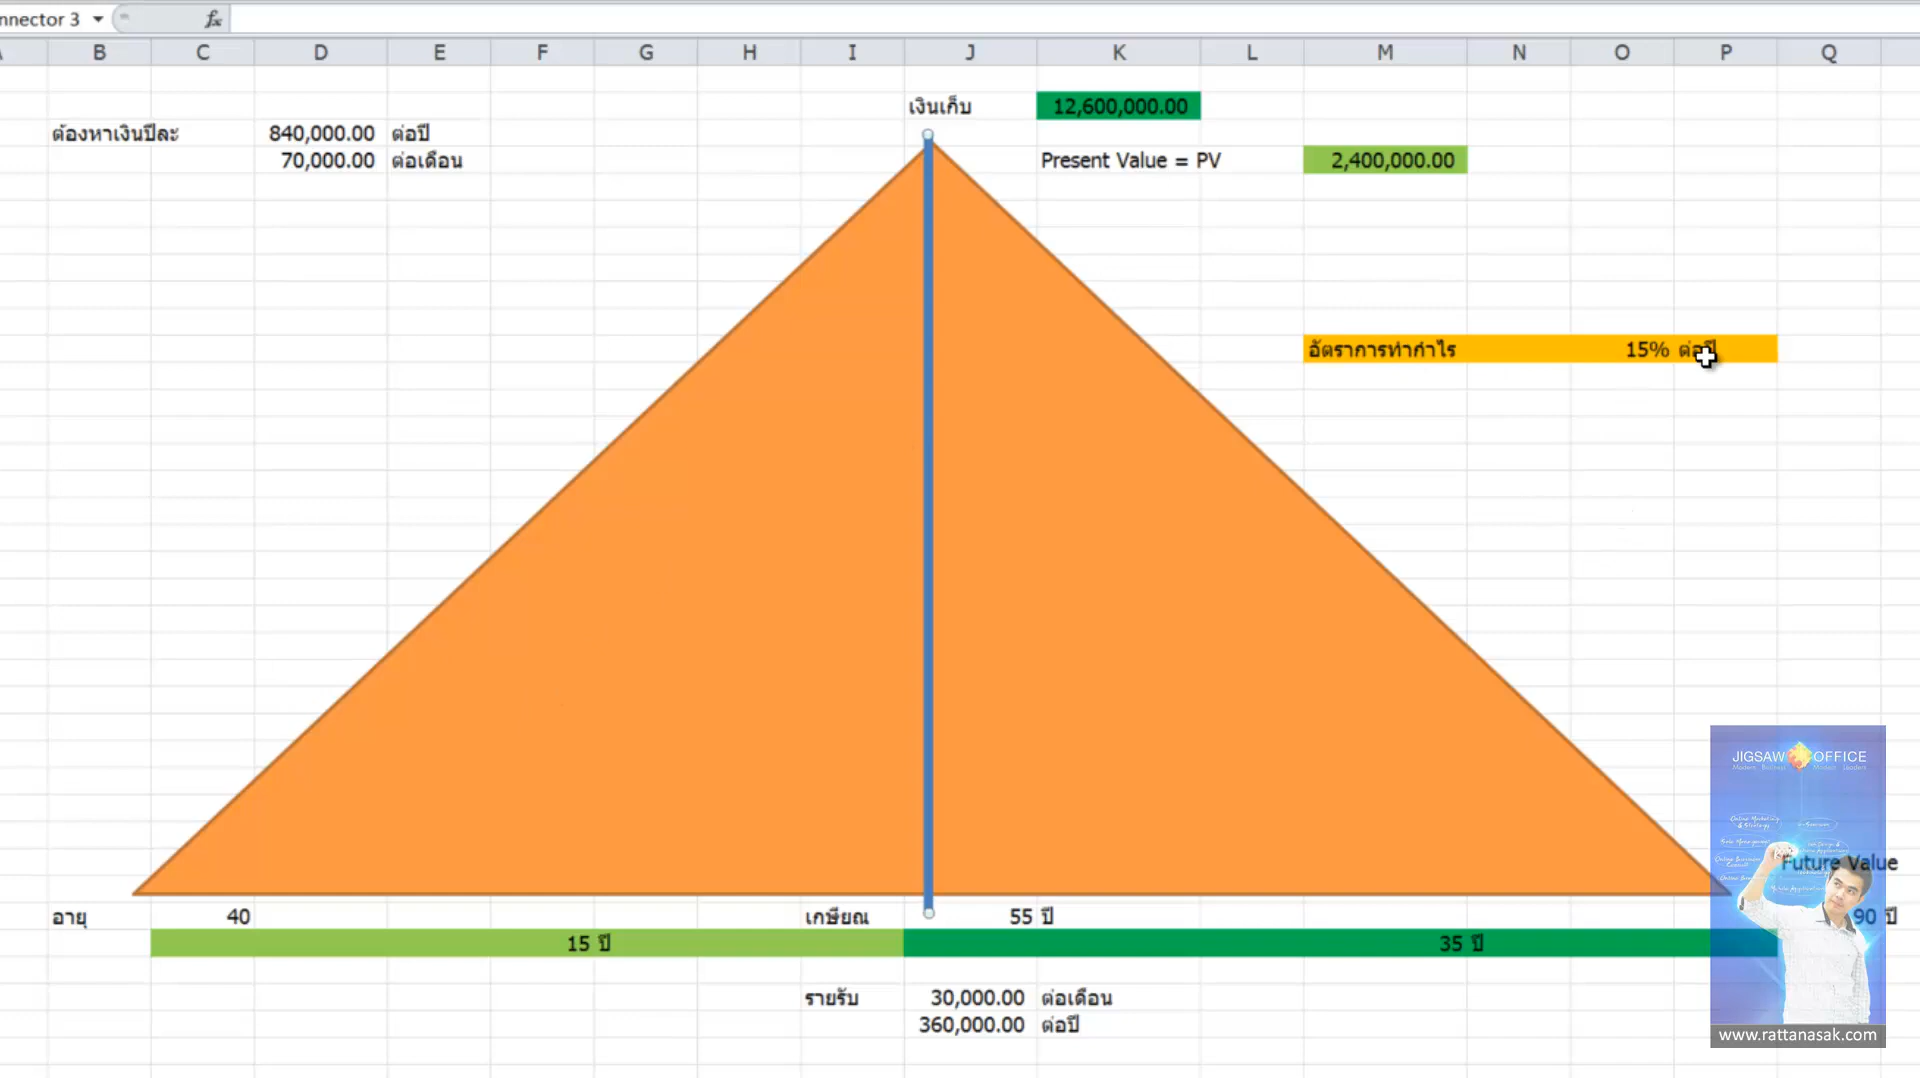 nnector 3
fx
B C D E F G H I J K L M N O P Q
เงินเก็บ 12,600,000.00
ต้องหาเงินปีละ 840,000.00 ต่อปี
70,000.00 ต่อเดือน
Present Value = PV 2,400,000.00
อัตราการทำกำไร 15% ต่อปี
JIGSAW OFFICE
Future Value
อายุ 40 เกษียณ 55 ปี 90 ปี
15 ปี 35 ปี
รายรับ 30,000.00 ต่อเดือน
360,000.00 ต่อปี
www.rattanasak.com